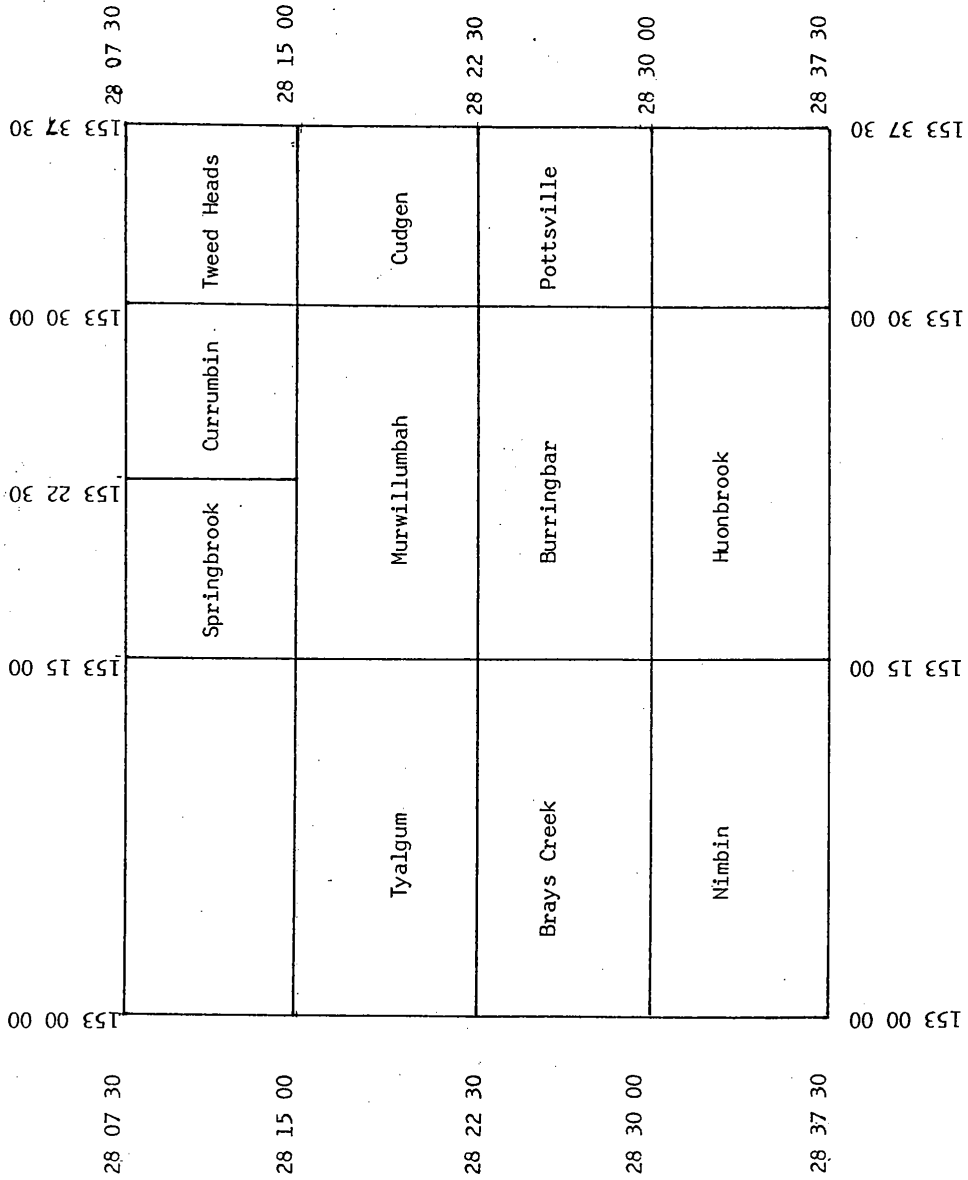 153 00 00
153 15 00
153 22 30
153 30 00
153 37 30
28 07 30
28 07 30
Springbrook
Currumbin
Tweed Heads
28 15 00
28 15 00
Tyalgum
Murwillumbah
Cudgen
28 22 30
28 22 30
Brays Creek
Burringbar
Pottsville
28 30 00
28 30 00
Nimbin
Huonbrook
28 37 30
28 37 30
153 00 00
153 15 00
153 30 00
153 37 30